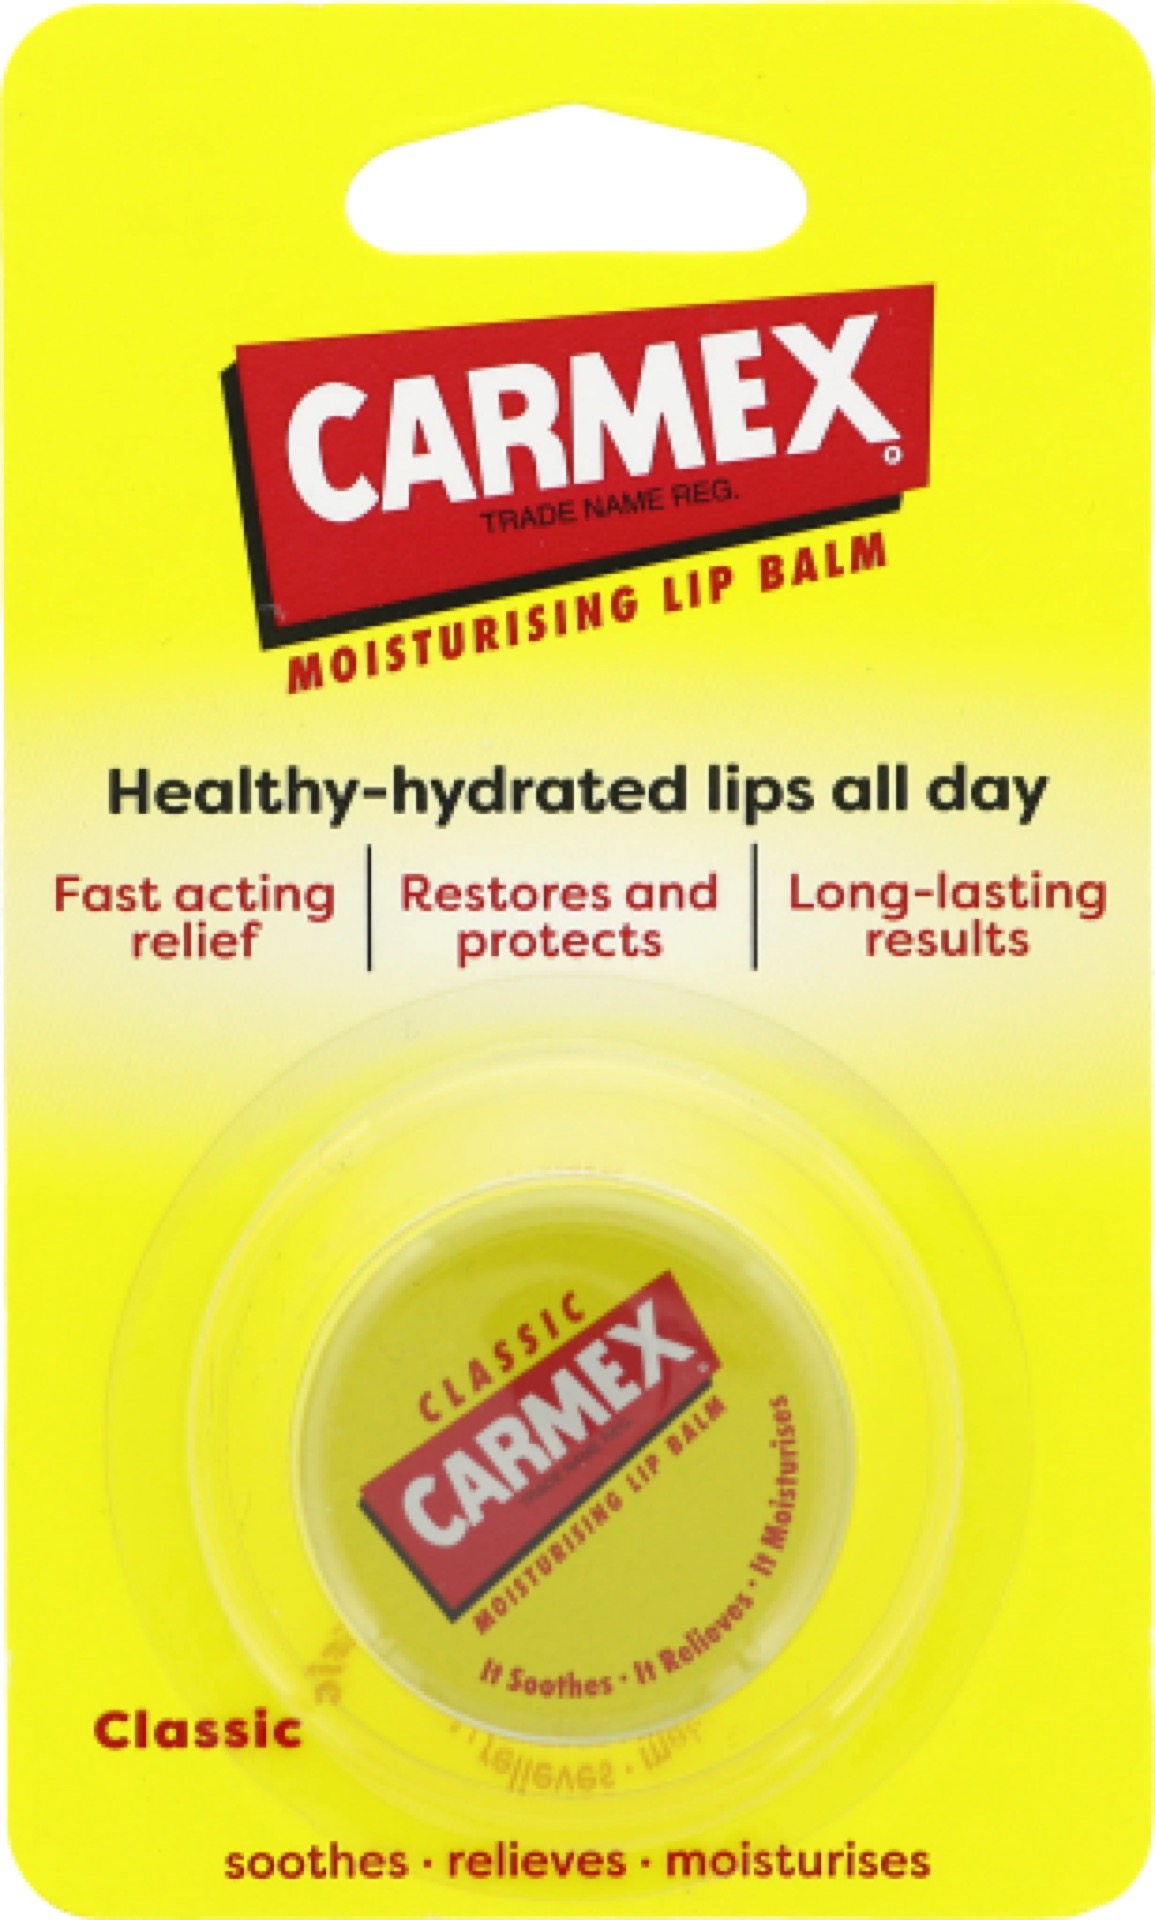 CARMEX
TRADE NAME REG.
MOISTURISING LIP BALM
Healthy-hydrated lips all day
Fast acting
relief
Restores and
protects
Long-lasting
results
CLASSIC
CARMEX
MOISTURISING LIP BALM
It Soothes · It Relieves · It Moisturises
Classic
soothes · relieves · moisturises